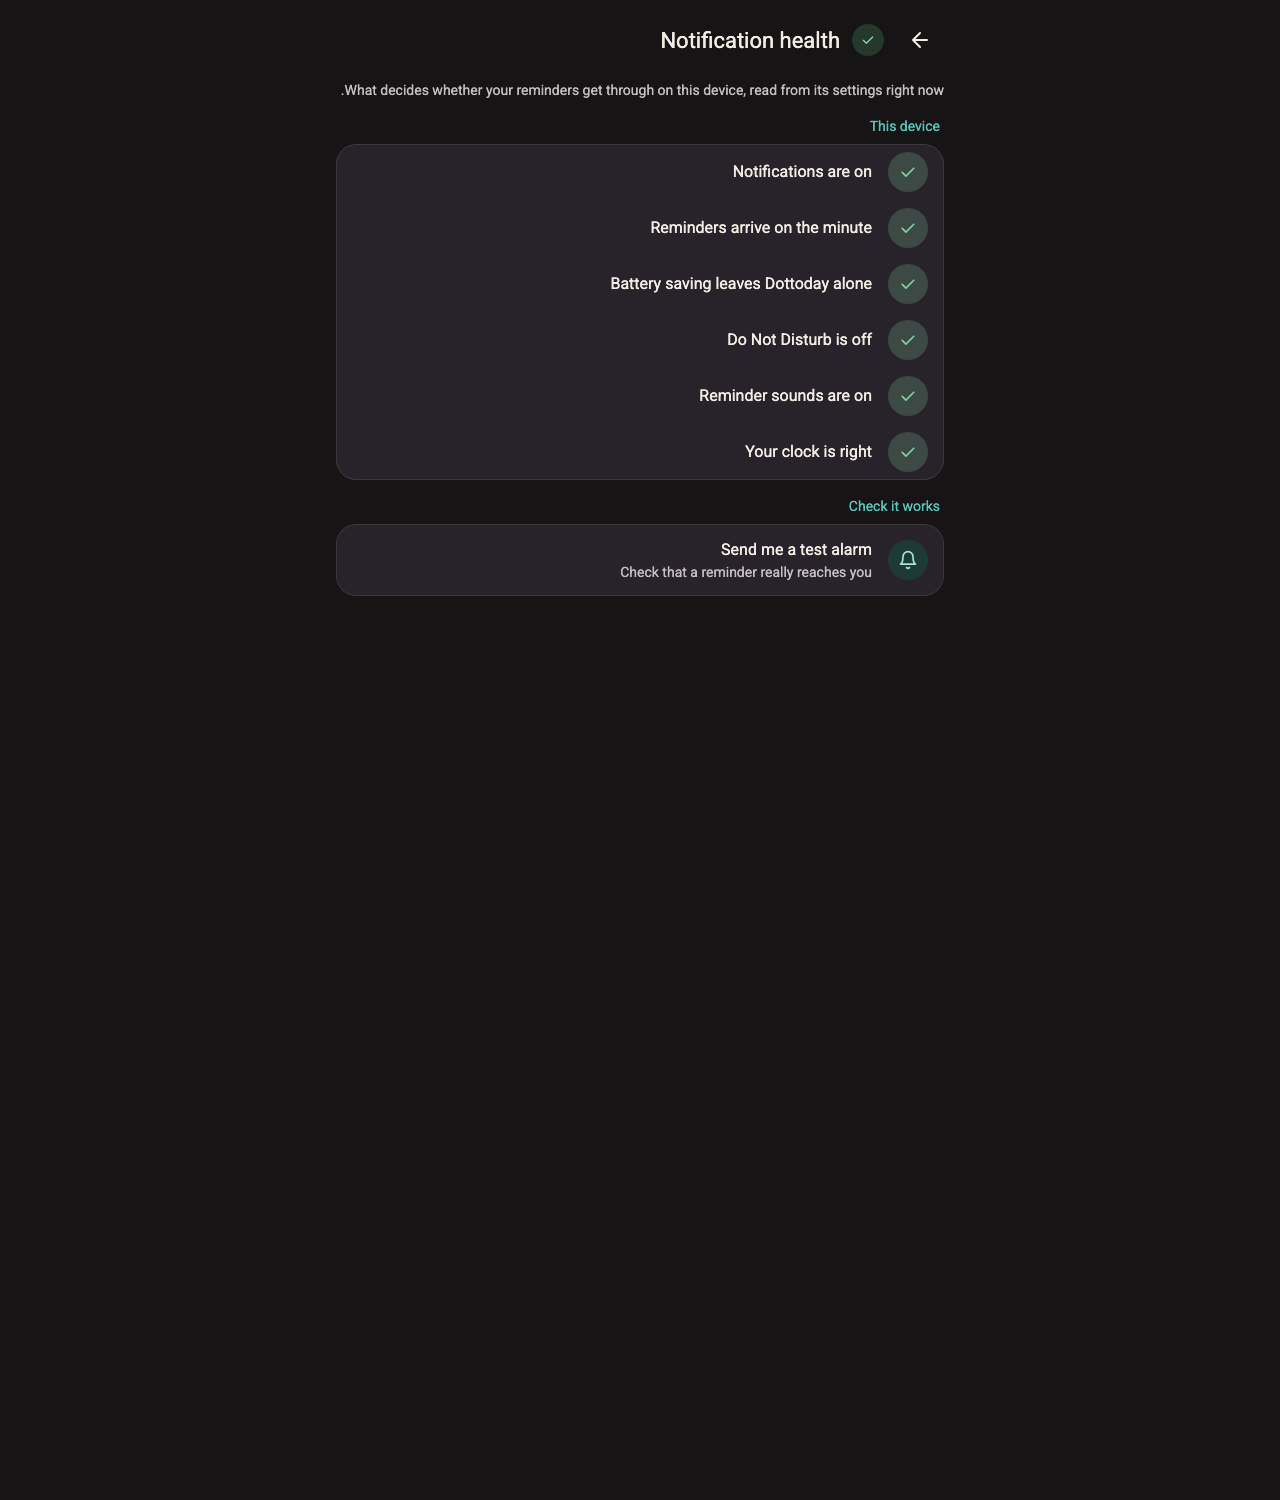 Notification health
What decides whether your reminders get through on this device, read from its settings right now.
This device
Notifications are on
Reminders arrive on the minute
Battery saving leaves Dottoday alone
Do Not Disturb is off
Reminder sounds are on
Your clock is right
Check it works
Send me a test alarm
Check that a reminder really reaches you